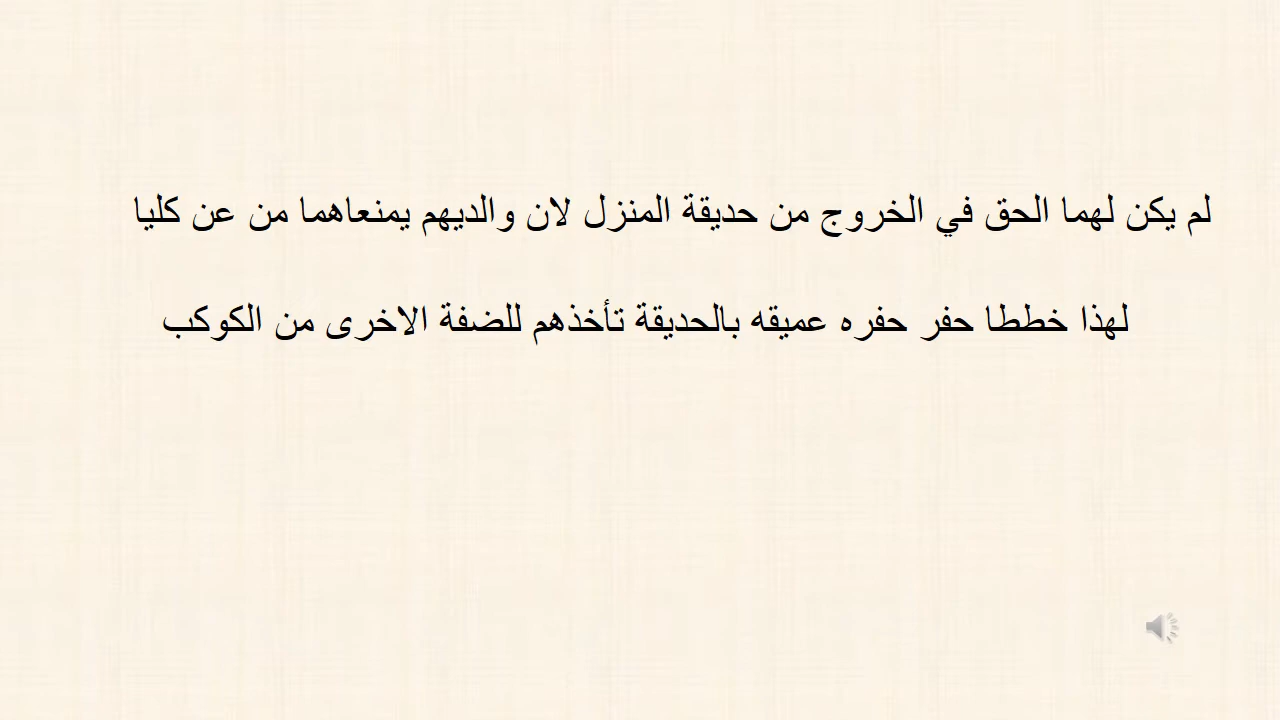 لم يكن لهما الحق في الخروج من حديقة المنزل لان والديهم يمنعاهما من عن كليا
لهذا خططا حفر حفره عميقه بالحديقة تأخذهم للضفة الاخرى من الكوكب